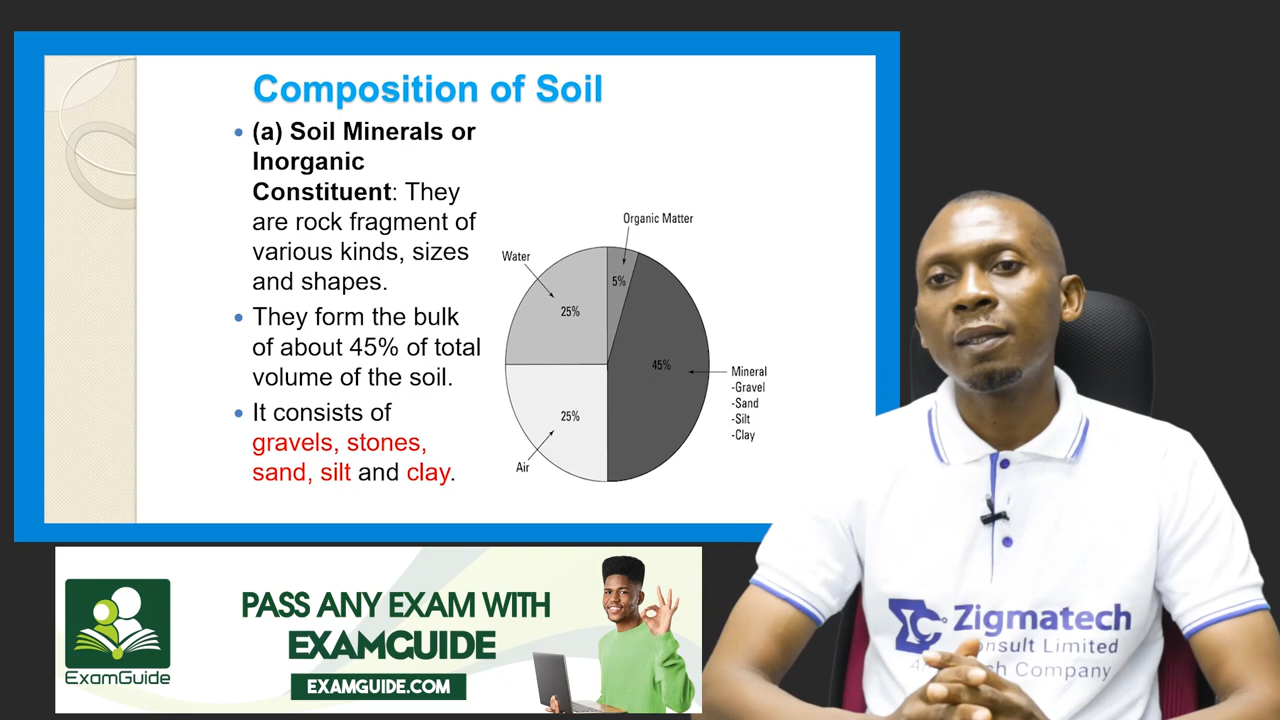 Composition of Soil
• (a) Soil Minerals or
Inorganic
Constituent: They
are rock fragment of
various kinds, sizes
and shapes.
• They form the bulk
of about 45% of total
volume of the soil.
• It consists of
gravels, stones,
sand, silt and clay.
Organic Matter
Water
5%
25%
45%
Mineral
-Gravel
-Sand
-Silt
-Clay
25%
Air
ExamGuide
PASS ANY EXAM WITH
EXAMGUIDE
EXAMGUIDE.COM
Zigmatech
onsult Limited
ch Company